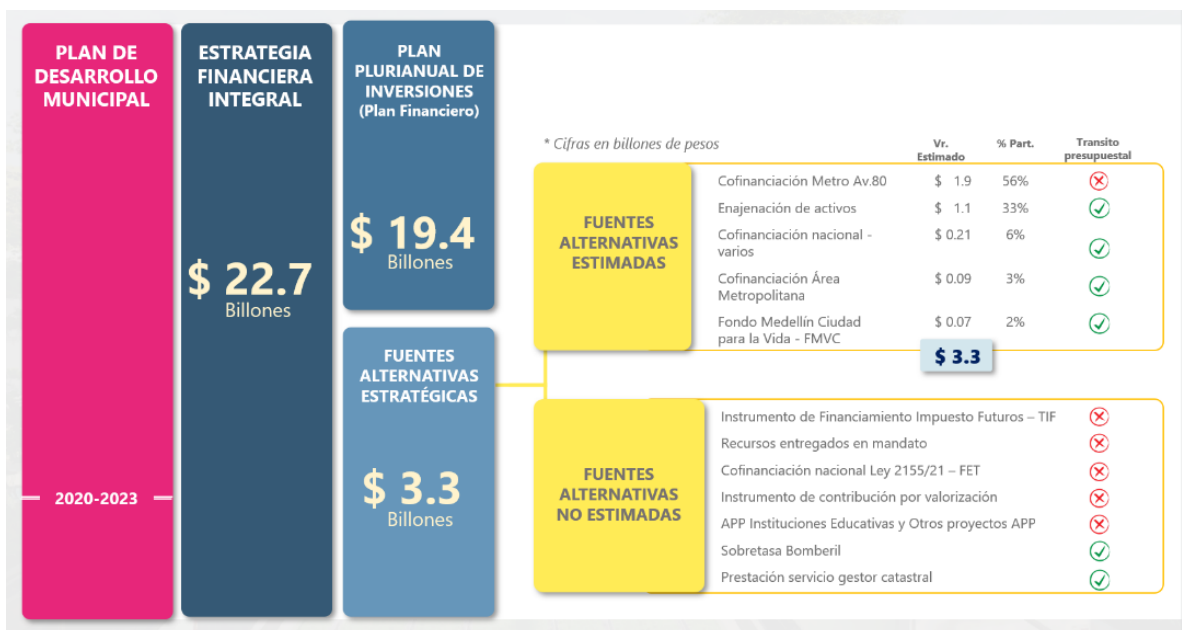 PLAN DE
DESARROLLO
MUNICIPAL
2020-2023
ESTRATEGIA
FINANCIERA
INTEGRAL
$ 22.7
Billones
PLAN
PLURIANUAL DE
INVERSIONES
(Plan Financiero)
$ 19.4
Billones
FUENTES
ALTERNATIVAS
ESTRATÉGICAS
$ 3.3
Billones
* Cifras en billones de pesos
Vr.
Estimado
% Part.
Transito
presupuestal
FUENTES
ALTERNATIVAS
ESTIMADAS
Cofinanciación Metro Av.80 $ 1.9 56%
Enajenación de activos $ 1.1 33%
Cofinanciación nacional - $ 0.21 6%
varios
Cofinanciación Área $ 0.09 3%
Metropolitana
Fondo Medellín Ciudad $ 0.07 2%
para la Vida - FMVC
$ 3.3
FUENTES
ALTERNATIVAS
NO ESTIMADAS
Instrumento de Financiamiento Impuesto Futuros – TIF
Recursos entregados en mandato
Cofinanciación nacional Ley 2155/21 – FET
Instrumento de contribución por valorización
APP Instituciones Educativas y Otros proyectos APP
Sobretasa Bomberil
Prestación servicio gestor catastral